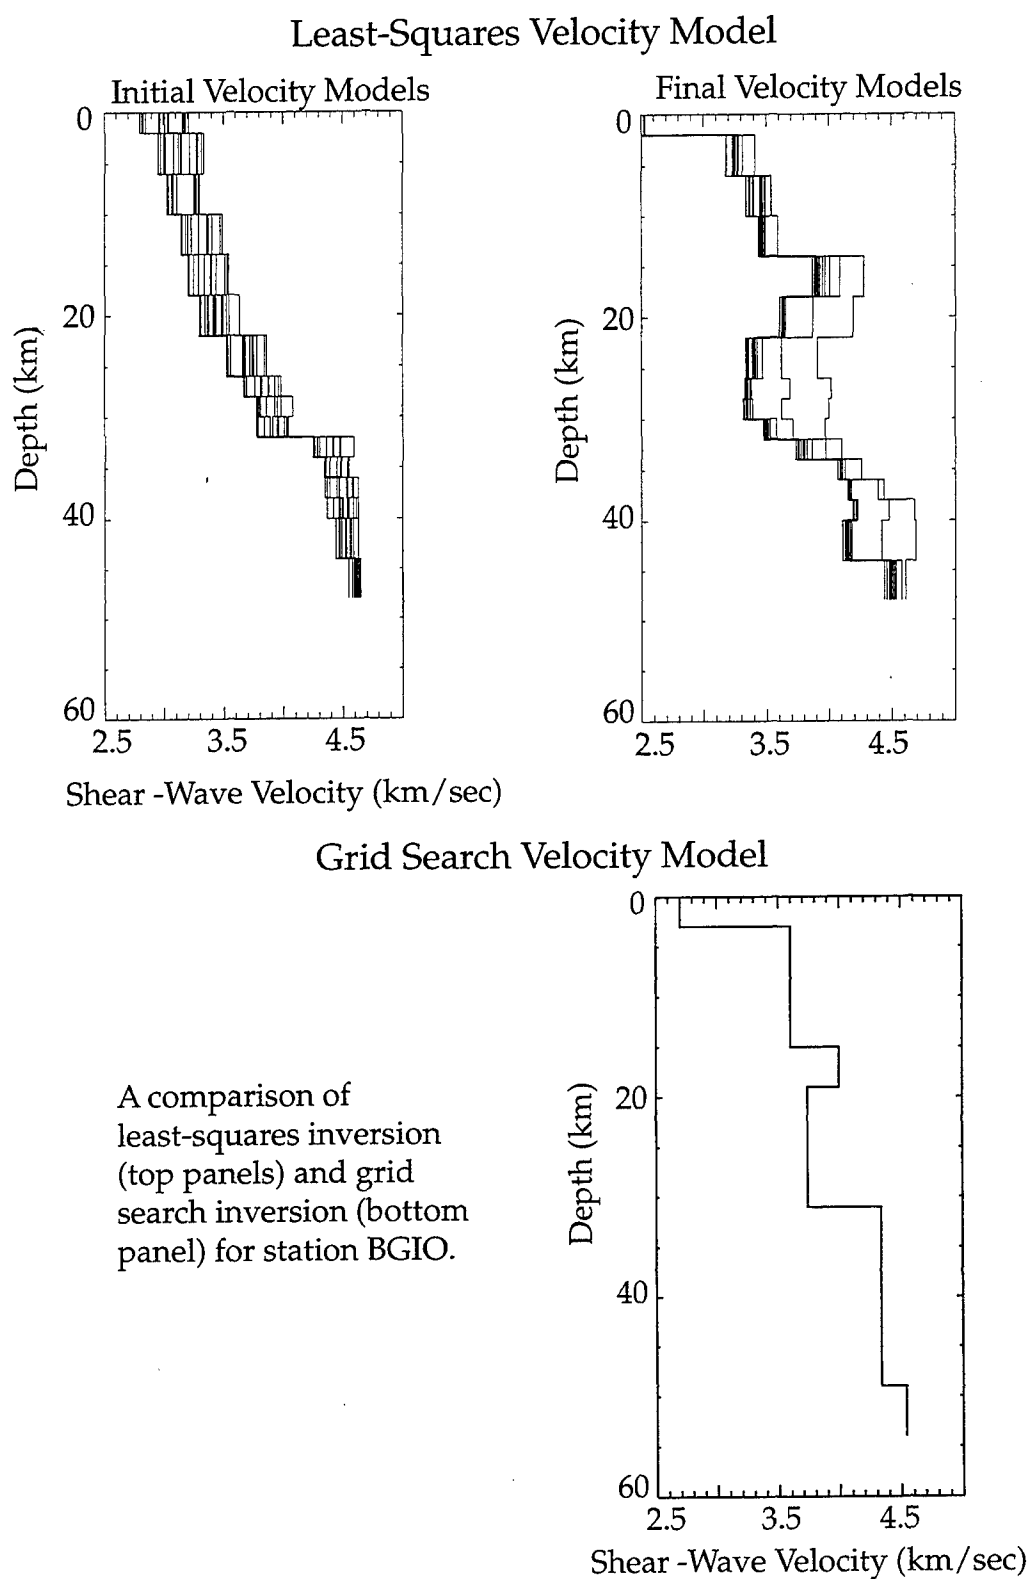 Least-Squares Velocity Model
Initial Velocity Models
0
20
40
60
Depth (km)
2.5 3.5 4.5
Shear -Wave Velocity (km/sec)
Final Velocity Models
0
20
40
60
Depth (km)
2.5 3.5 4.5
Grid Search Velocity Model
A comparison of
least-squares inversion
(top panels) and grid
search inversion (bottom
panel) for station BGIO.
0
20
40
60
Depth (km)
2.5 3.5 4.5
Shear -Wave Velocity (km/sec)